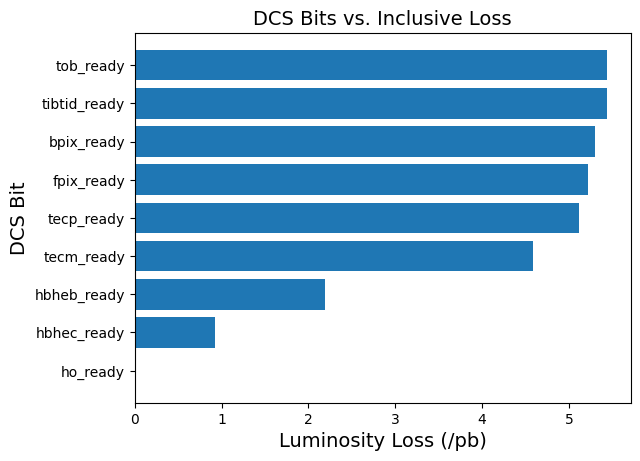 DCS Bits vs. Inclusive Loss
DCS Bit
tob_ready
tibtid_ready
bpix_ready
fpix_ready
tecp_ready
tecm_ready
hbheb_ready
hbhec_ready
ho_ready
0 1 2 3 4 5
Luminosity Loss (/pb)